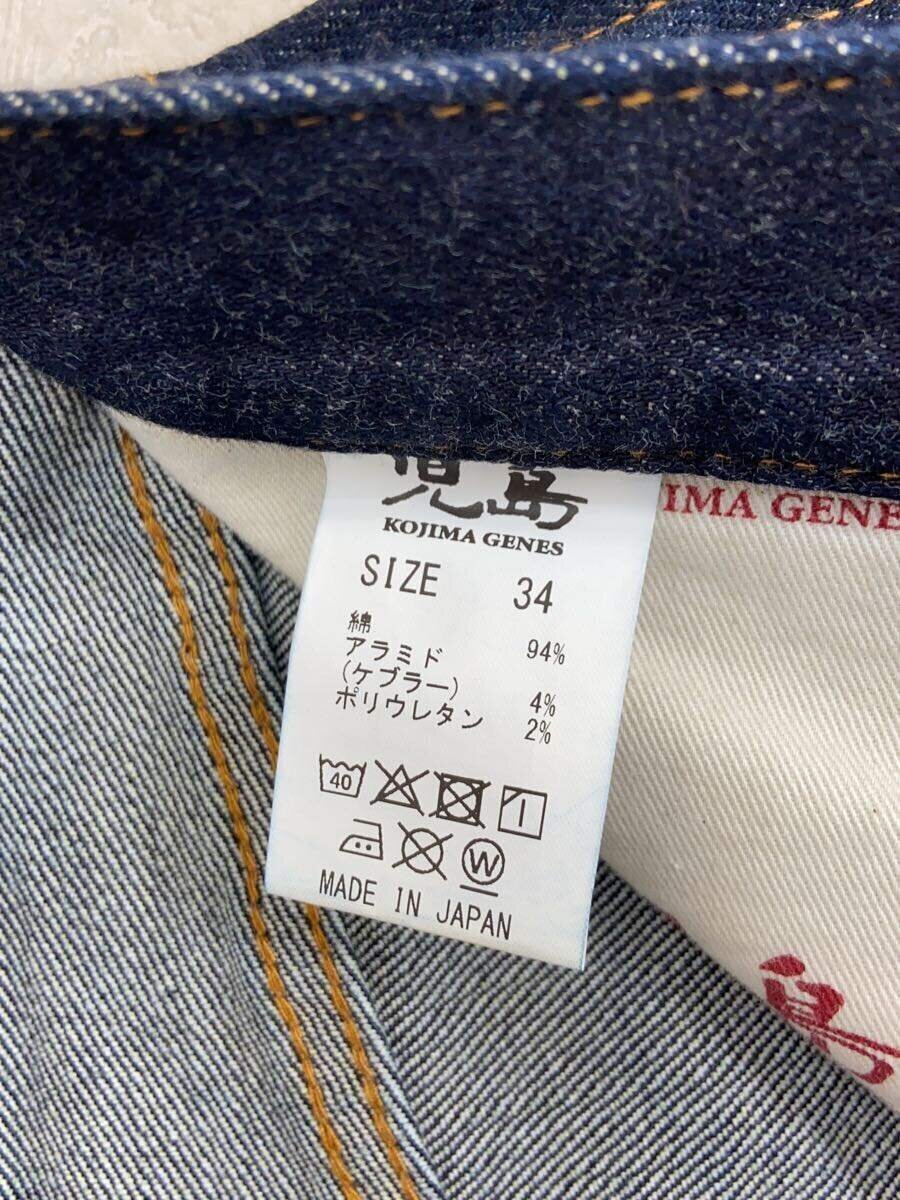 児島
KOJIMA GENES
IMA GENE
SIZE 34
綿 94%
アラミド
(ケブラー) 4%
ポリウレタン 2%
40
W
MADE IN JAPAN